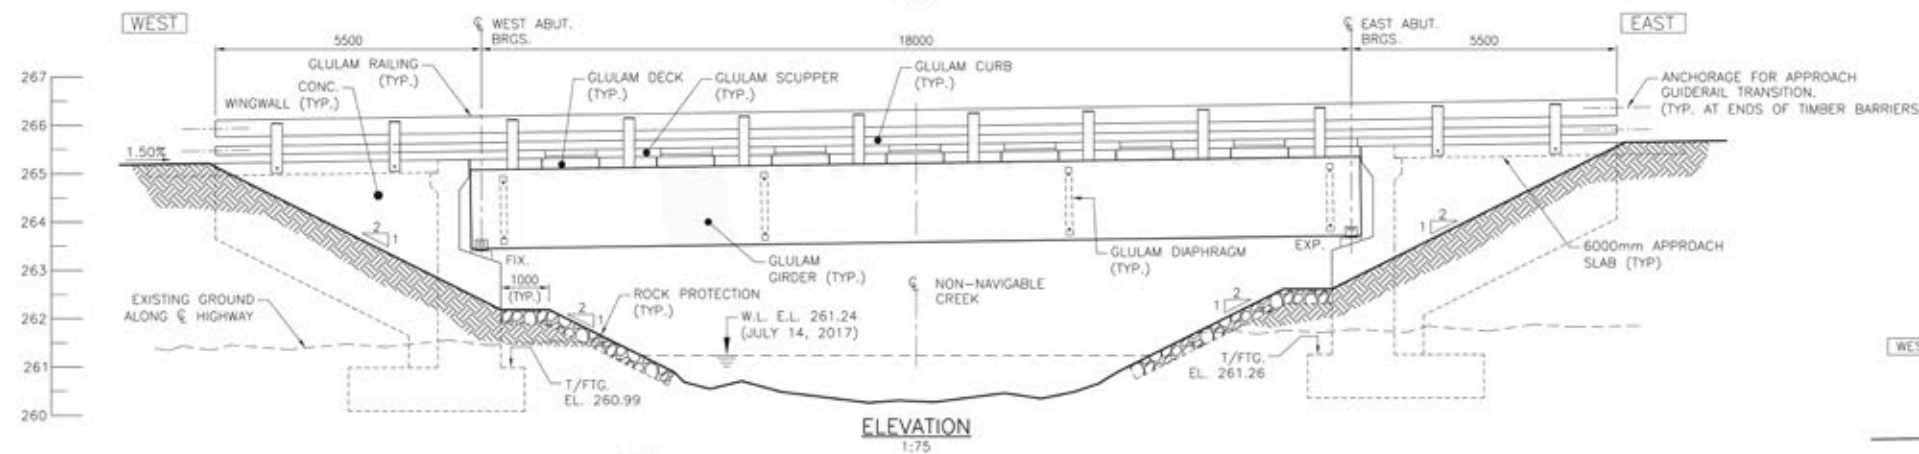 WEST
℄ WEST ABUT.
BRGS.
℄ EAST ABUT.
BRGS.
EAST
5500
18000
5500
267
266
265
264
263
262
261
260
GLULAM RAILING
(TYP.)
CONC.
WINGWALL (TYP.)
GLULAM DECK
(TYP.)
GLULAM SCUPPER
(TYP.)
GLULAM CURB
(TYP.)
ANCHORAGE FOR APPROACH
GUIDERAIL TRANSITION.
(TYP. AT ENDS OF TIMBER BARRIERS
1.50%
2
1
2
1
FIX.
GLULAM
GIRDER (TYP.)
GLULAM DIAPHRAGM
(TYP.)
EXP.
6000mm APPROACH
SLAB (TYP)
1000
(TYP.)
EXISTING GROUND
ALONG ℄ HIGHWAY
2
1
ROCK PROTECTION
(TYP.)
W.L. E.L. 261.24
(JULY 14, 2017)
℄ NON-NAVIGABLE
CREEK
2
1
T/FTG.
EL. 260.99
T/FTG.
EL. 261.26
WES
ELEVATION
1:75